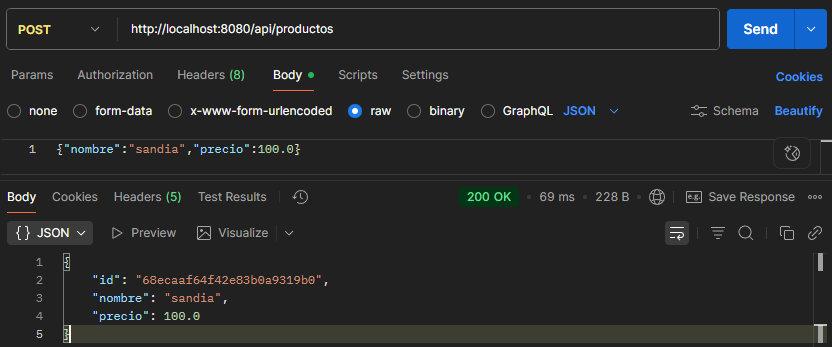 POST http://localhost:8080/api/productos Send
Params Authorization Headers (8) Body Scripts Settings Cookies
none form-data x-www-form-urlencoded raw binary GraphQL JSON Schema Beautify
1 {"nombre":"sandia","precio":100.0}
Body Cookies Headers (5) Test Results 200 OK • 69 ms • 228 B e.g. Save Response
{} JSON Preview Visualize
1 {
2 "id": "68ecaaf64f42e83b0a9319b0",
3 "nombre": "sandia",
4 "precio": 100.0
5 }